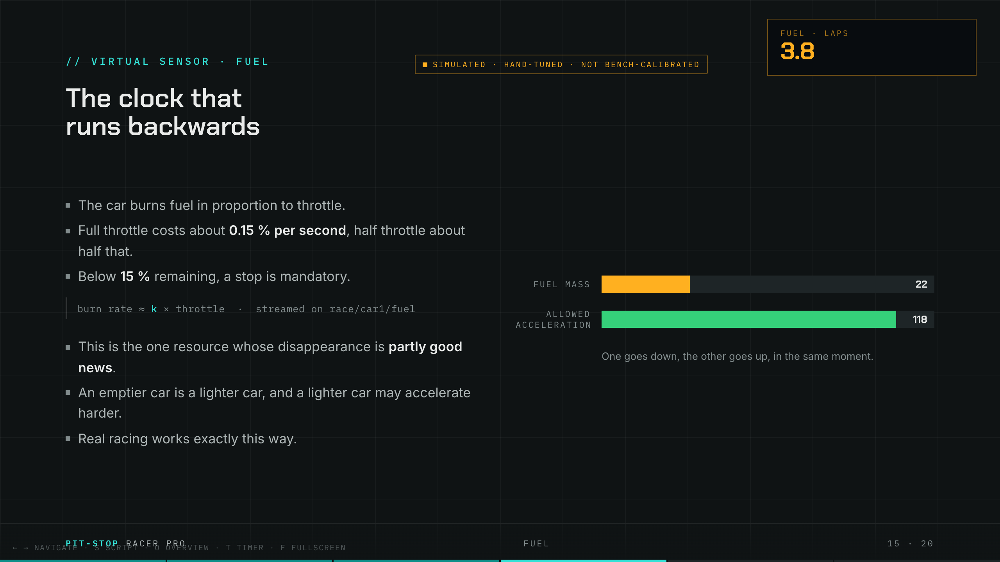 FUEL · LAPS
3.8
// VIRTUAL SENSOR · FUEL
SIMULATED · HAND-TUNED · NOT BENCH-CALIBRATED
The clock that
runs backwards
The car burns fuel in proportion to throttle.
Full throttle costs about 0.15 % per second, half throttle about
half that.
Below 15 % remaining, a stop is mandatory.
burn rate ≈ k × throttle · streamed on race/car1/fuel
This is the one resource whose disappearance is partly good
news.
An emptier car is a lighter car, and a lighter car may accelerate
harder.
Real racing works exactly this way.
FUEL MASS
22
ALLOWED
ACCELERATION
118
One goes down, the other goes up, in the same moment.
PIT-STOP RACER PRO
← → NAVIGATE · S SCRIPT · O OVERVIEW · T TIMER · F FULLSCREEN
FUEL
15 · 20